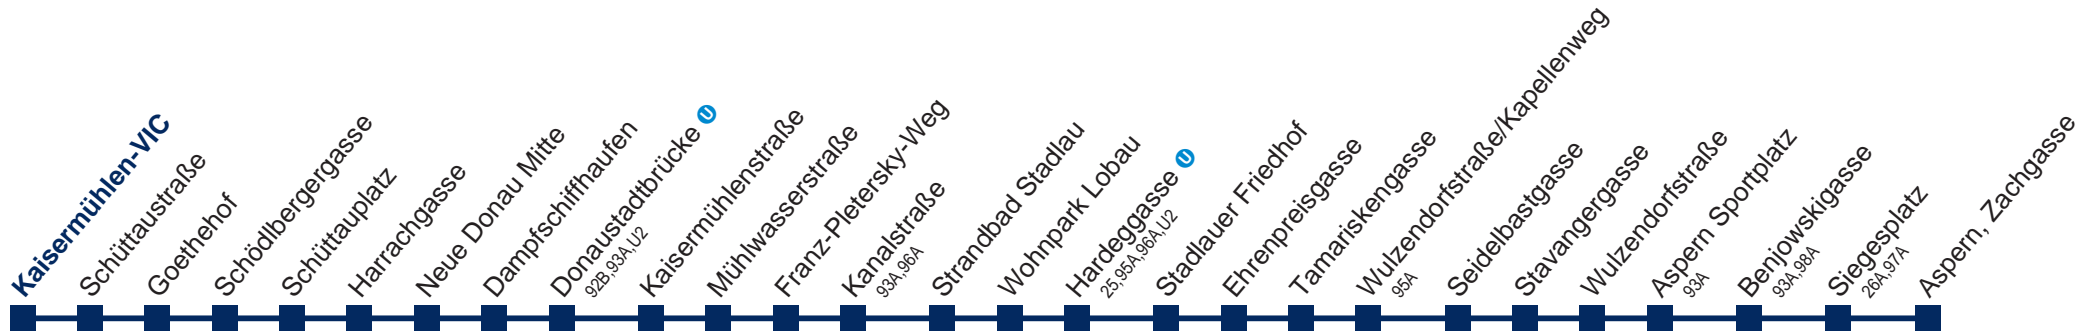 Kaisermühlen-VIC
Schüttaustraße
Goethehof
Schödlbergergasse
Schüttauplatz
Harrachgasse
Neue Donau Mitte
Dampfschiffhaufen
Donaustadtbrücke U
92B,93A,U2
Kaisermühlenstraße
Mühlwasserstraße
Franz-Pletersky-Weg
Kanalstraße
93A,96A
Strandbad Stadlau
Wohnpark Lobau
Hardeggasse U
25,95A,96A,U2
Stadlauer Friedhof
Ehrenpreisgasse
Tamariskengasse
Wulzendorfstraße/Kapellenweg
95A
Seidelbastgasse
Stavangergasse
Wulzendorfstraße
Aspern Sportplatz
93A
Benjowskigasse
93A,98A
Siegesplatz
26A,97A
Aspern, Zachgasse